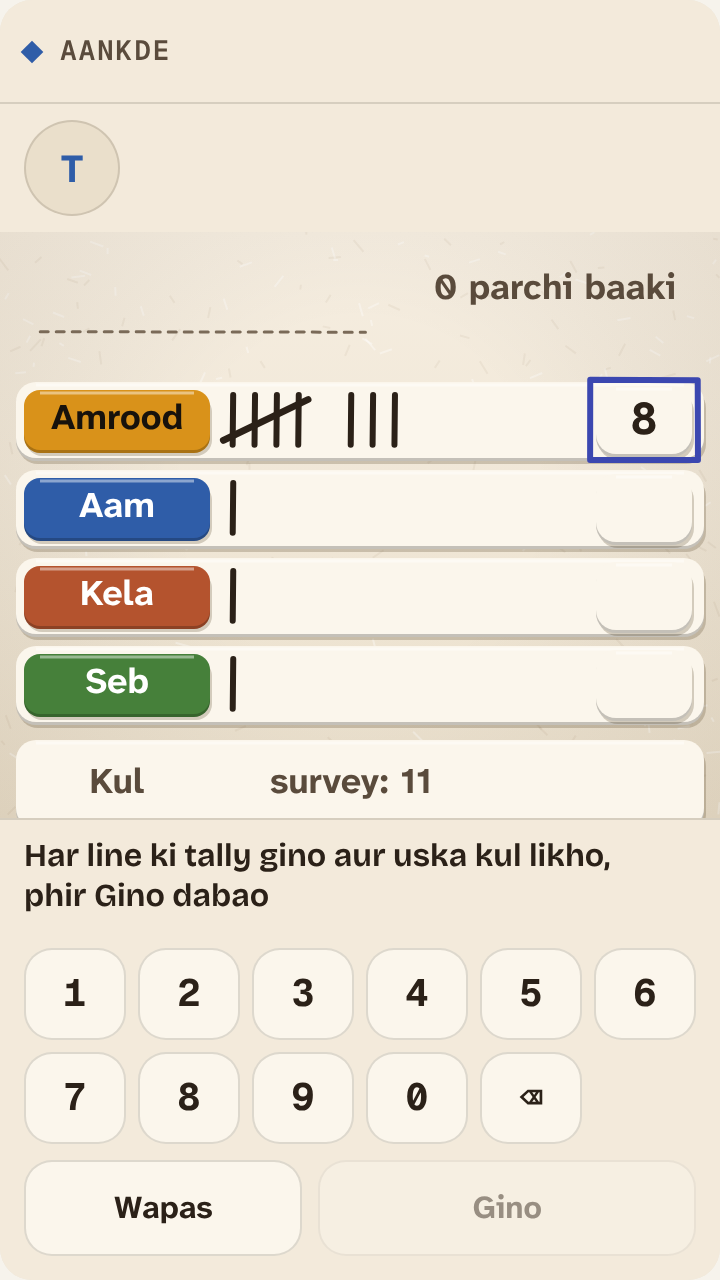 AANKDE
T
0 parchi baaki
Amrood 8
Aam
Kela
Seb
Kul survey: 11
Har line ki tally gino aur uska kul likho,
phir Gino dabao
1 2 3 4 5 6
7 8 9 0 ⌫
Wapas Gino